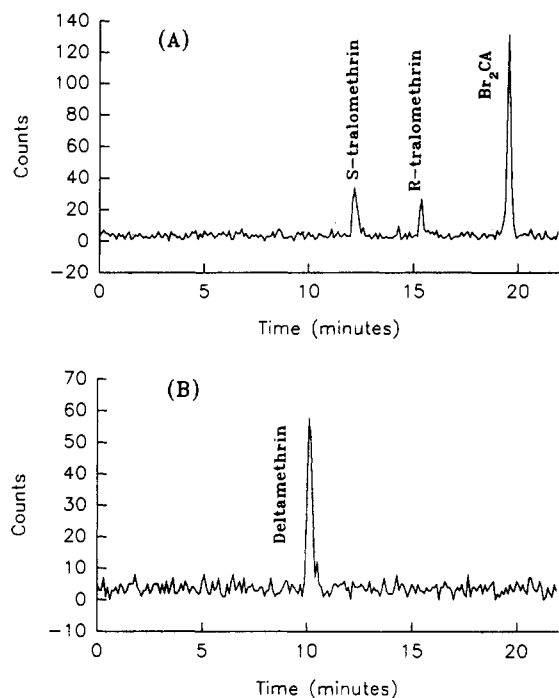 (A)
140
120
100
80
60
40
20
0
−20
Counts
S−tralomethrin
R−tralomethrin
Br₂CA
0 5 10 15 20
Time (minutes)
(B)
70
60
50
40
30
20
10
0
−10
Counts
Deltamethrin
0 5 10 15 20
Time (minutes)